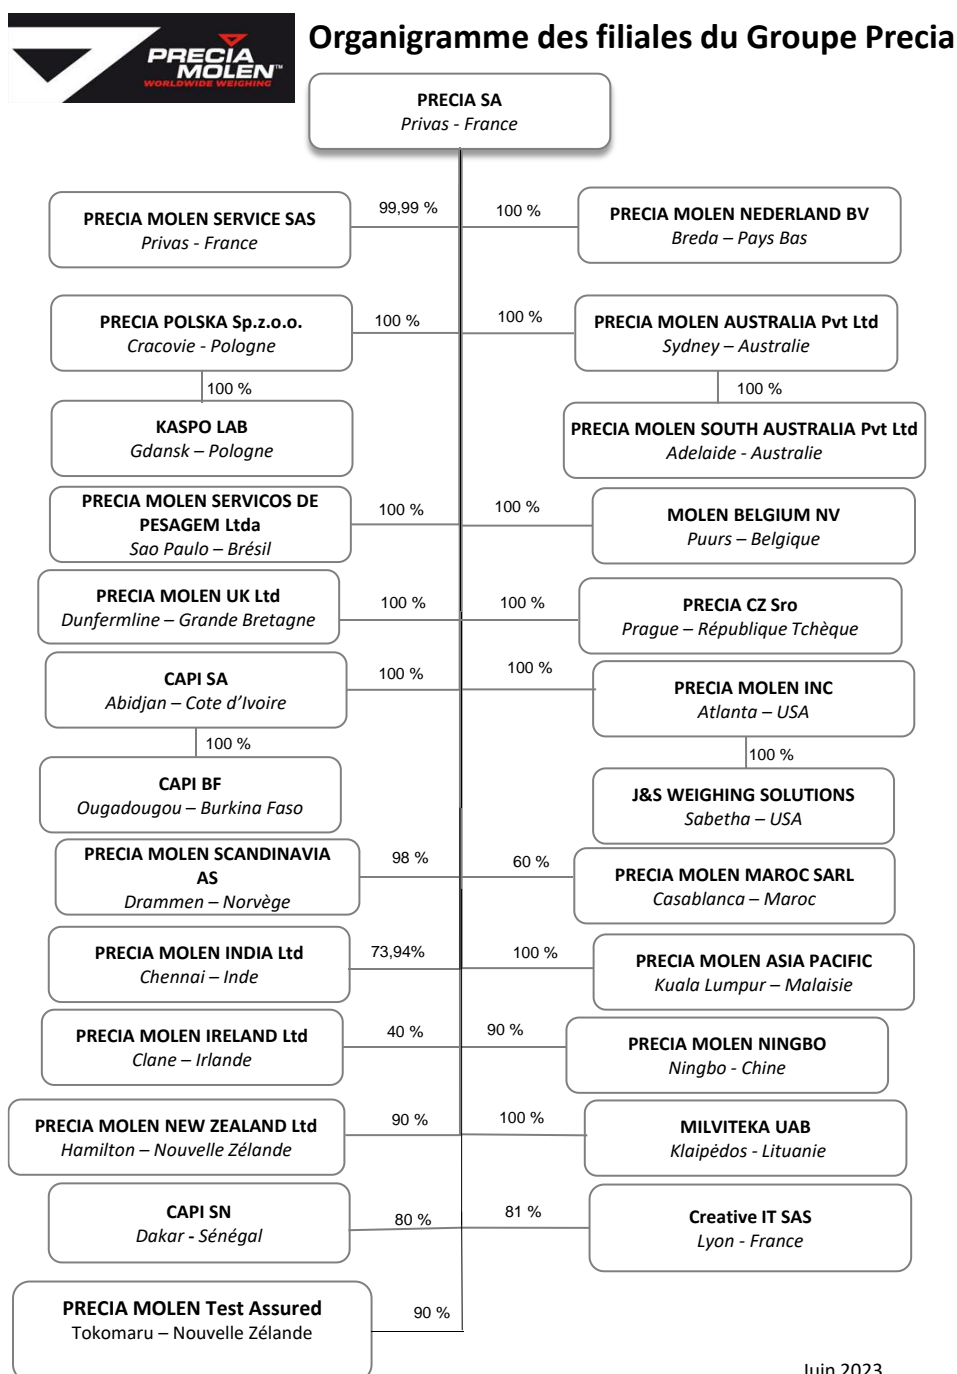 PRECIA
MOLEN™
WORLDWIDE WEIGHING
Organigramme des filiales du Groupe Precia
PRECIA SA
Privas - France
PRECIA MOLEN SERVICE SAS
Privas - France
99,99 %
100 %
PRECIA MOLEN NEDERLAND BV
Breda – Pays Bas
PRECIA POLSKA Sp.z.o.o.
Cracovie - Pologne
100 %
100 %
PRECIA MOLEN AUSTRALIA Pvt Ltd
Sydney – Australie
100 %
100 %
KASPO LAB
Gdansk – Pologne
PRECIA MOLEN SOUTH AUSTRALIA Pvt Ltd
Adelaide - Australie
PRECIA MOLEN SERVICOS DE
PESAGEM Ltda
Sao Paulo – Brésil
100 %
100 %
MOLEN BELGIUM NV
Puurs – Belgique
PRECIA MOLEN UK Ltd
Dunfermline – Grande Bretagne
100 %
100 %
PRECIA CZ Sro
Prague – République Tchèque
CAPI SA
Abidjan – Cote d'Ivoire
100 %
100 %
PRECIA MOLEN INC
Atlanta – USA
100 %
100 %
CAPI BF
Ougadougou – Burkina Faso
J&S WEIGHING SOLUTIONS
Sabetha – USA
PRECIA MOLEN SCANDINAVIA
AS
Drammen – Norvège
98 %
60 %
PRECIA MOLEN MAROC SARL
Casablanca – Maroc
PRECIA MOLEN INDIA Ltd
Chennai – Inde
73,94%
100 %
PRECIA MOLEN ASIA PACIFIC
Kuala Lumpur – Malaisie
PRECIA MOLEN IRELAND Ltd
Clane – Irlande
40 %
90 %
PRECIA MOLEN NINGBO
Ningbo - Chine
PRECIA MOLEN NEW ZEALAND Ltd
Hamilton – Nouvelle Zélande
90 %
100 %
MILVITEKA UAB
Klaipėdos - Lituanie
CAPI SN
Dakar - Sénégal
80 %
81 %
Creative IT SAS
Lyon - France
PRECIA MOLEN Test Assured
Tokomaru – Nouvelle Zélande
90 %
Juin 2023